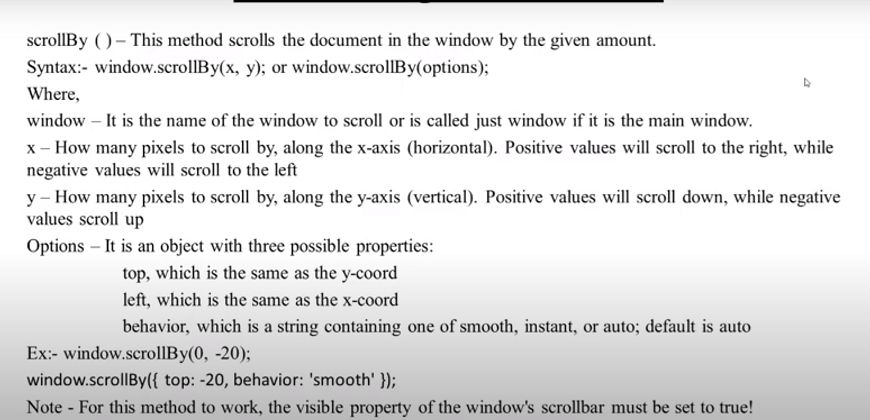 scrollBy ( ) – This method scrolls the document in the window by the given amount.
Syntax:- window.scrollBy(x, y); or window.scrollBy(options);
Where,
window – It is the name of the window to scroll or is called just window if it is the main window.
x – How many pixels to scroll by, along the x-axis (horizontal). Positive values will scroll to the right, while
negative values will scroll to the left
y – How many pixels to scroll by, along the y-axis (vertical). Positive values will scroll down, while negative
values scroll up
Options – It is an object with three possible properties:
top, which is the same as the y-coord
left, which is the same as the x-coord
behavior, which is a string containing one of smooth, instant, or auto; default is auto
Ex:- window.scrollBy(0, -20);
window.scrollBy({ top: -20, behavior: 'smooth' });
Note - For this method to work, the visible property of the window's scrollbar must be set to true!